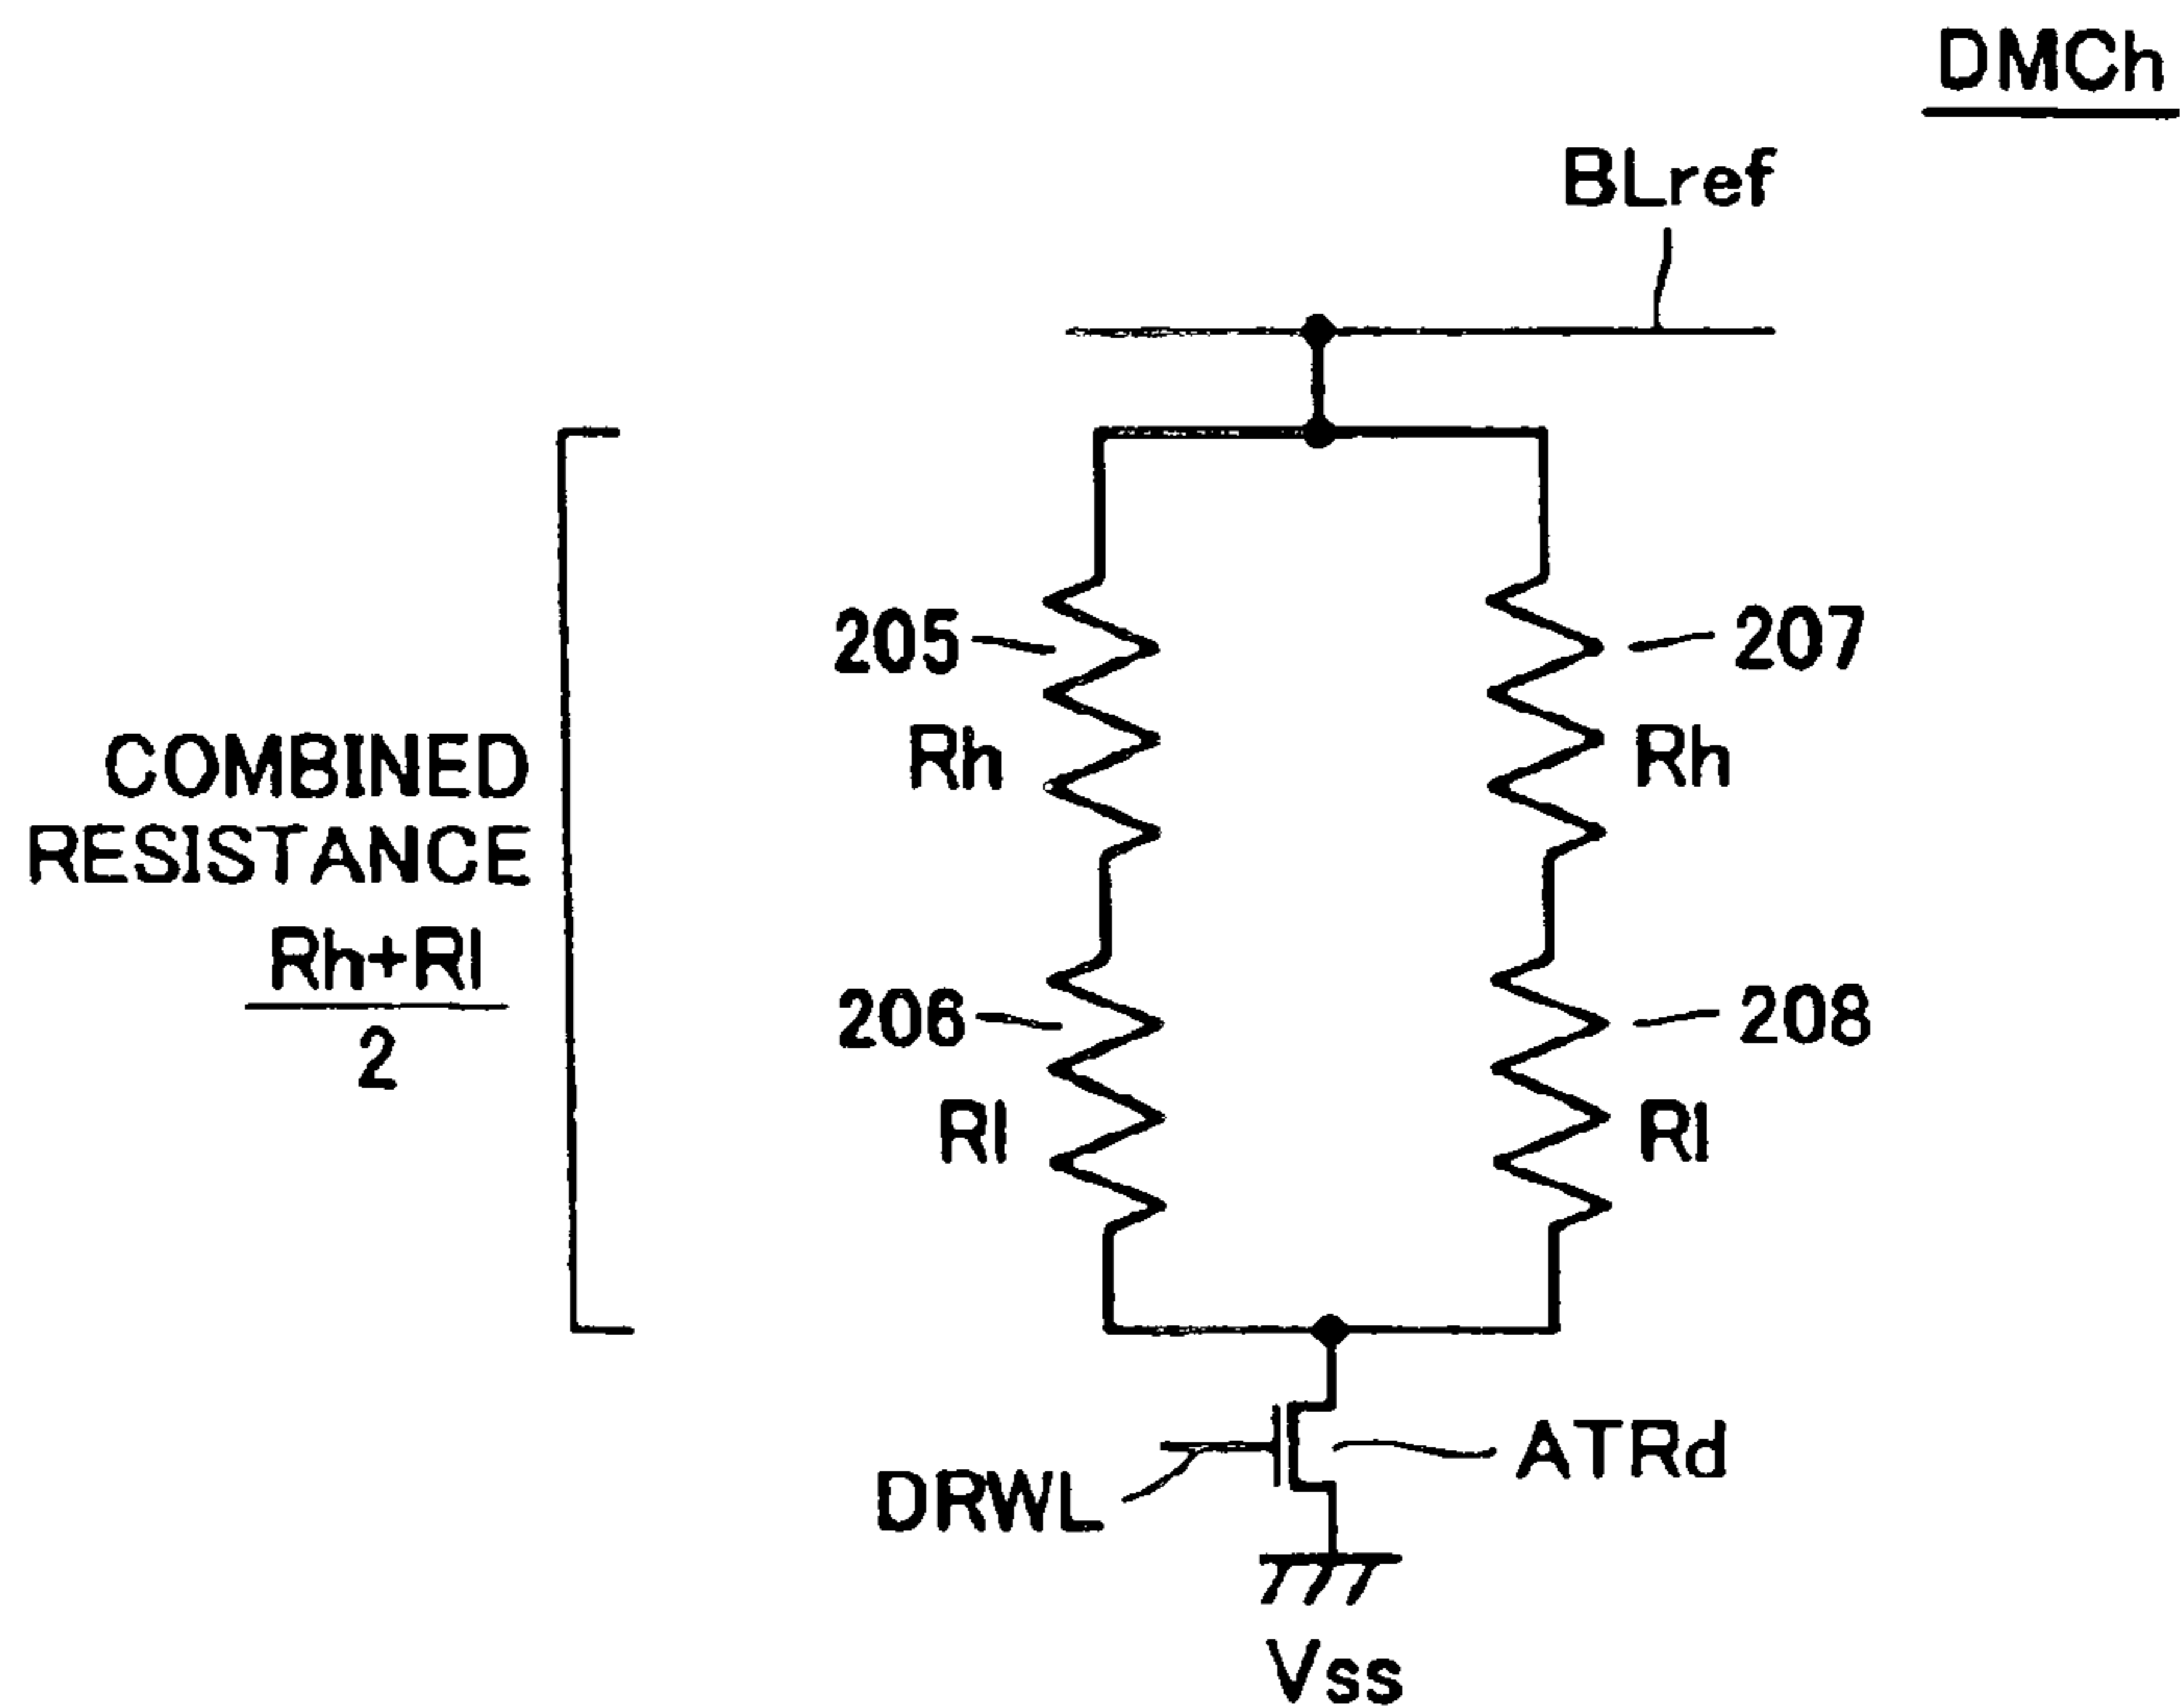 DMCh
BLref
205
207
Rh
Rh
COMBINED
RESISTANCE
Rh+Rl
2
206
208
Rl
Rl
ATRd
DRWL
Vss